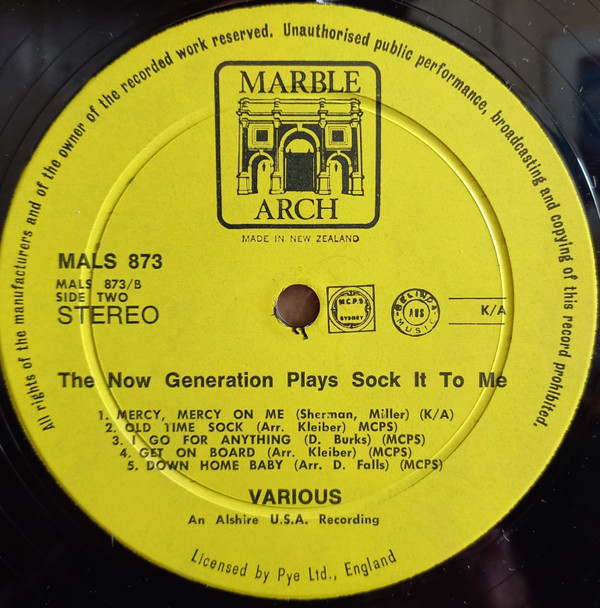 All rights of the manufacturers and of the owner of the recorded work reserved. Unauthorised public performance, broadcasting and copying of this record prohibited.
MARBLE
ARCH
MADE IN NEW ZEALAND
MALS 873
MALS 873/B
SIDE TWO
STEREO
M.C.P.S
SYDNEY
BELINDA
AUS
MUSIC
K/A
The Now Generation Plays Sock It To Me
1. MERCY, MERCY ON ME (Sherman, Miller) (K/A)
2. OLD TIME SOCK (Arr. Kleiber) MCPS)
3. I GO FOR ANYTHING (D. Burks) (MCPS)
4. GET ON BOARD (Arr. Kleiber) (MCPS)
5. DOWN HOME BABY (Arr. D. Falls) (MCPS)
VARIOUS
An Alshire U.S.A. Recording
Licensed by Pye Ltd., England